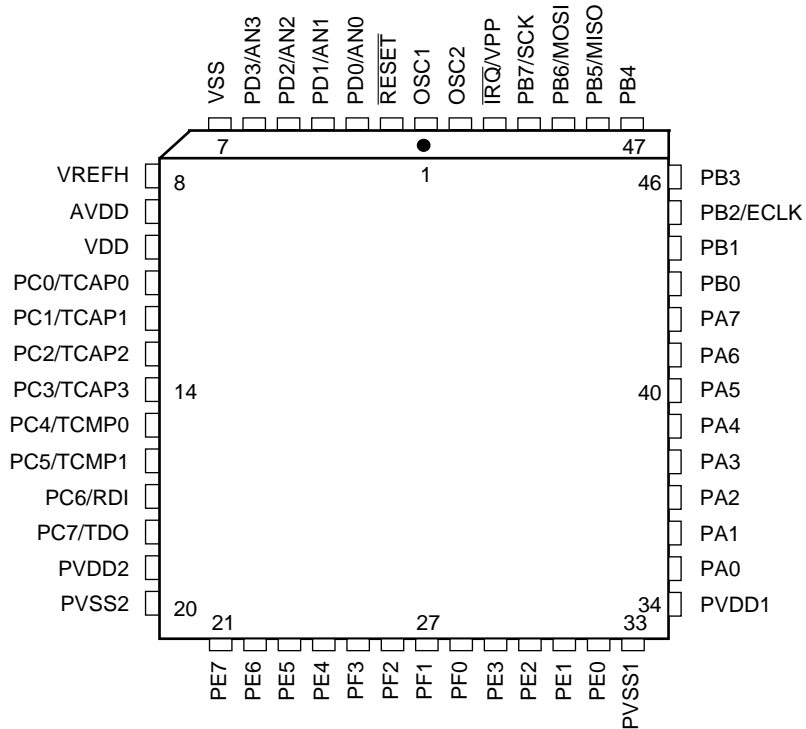 VSS
PD3/AN3
PD2/AN2
PD1/AN1
PD0/AN0
RESET
OSC1
OSC2
IRQ/VPP
PB7/SCK
PB6/MOSI
PB5/MISO
PB4
7
1
47
8
46
14
40
20
34
21
27
33
VREFH
AVDD
VDD
PC0/TCAP0
PC1/TCAP1
PC2/TCAP2
PC3/TCAP3
PC4/TCMP0
PC5/TCMP1
PC6/RDI
PC7/TDO
PVDD2
PVSS2
PB3
PB2/ECLK
PB1
PB0
PA7
PA6
PA5
PA4
PA3
PA2
PA1
PA0
PVDD1
PE7
PE6
PE5
PE4
PF3
PF2
PF1
PF0
PE3
PE2
PE1
PE0
PVSS1